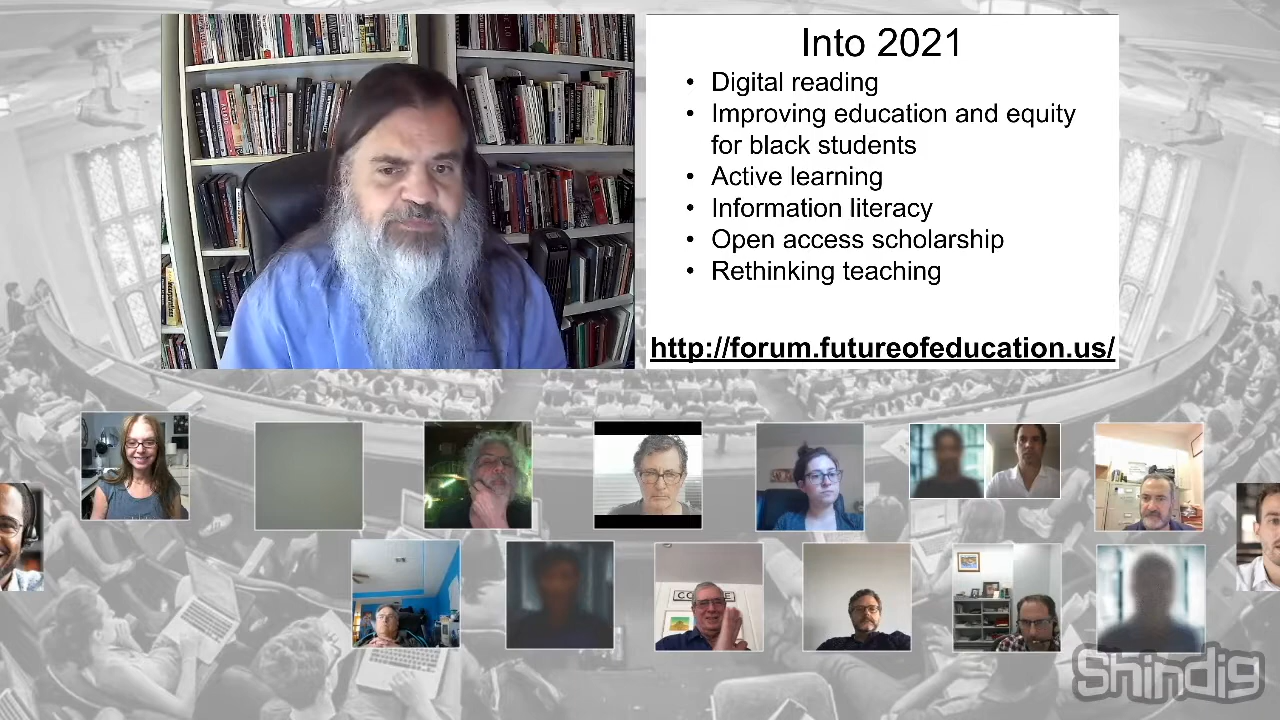 Into 2021
• Digital reading
• Improving education and equity
for black students
• Active learning
• Information literacy
• Open access scholarship
• Rethinking teaching
http://forum.futureofeducation.us/
Shindig